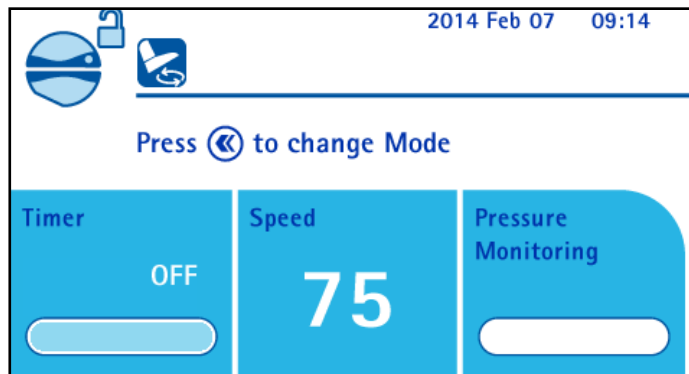 2014 Feb 07 09:14
Press to change Mode
Timer
OFF
Speed
75
Pressure
Monitoring